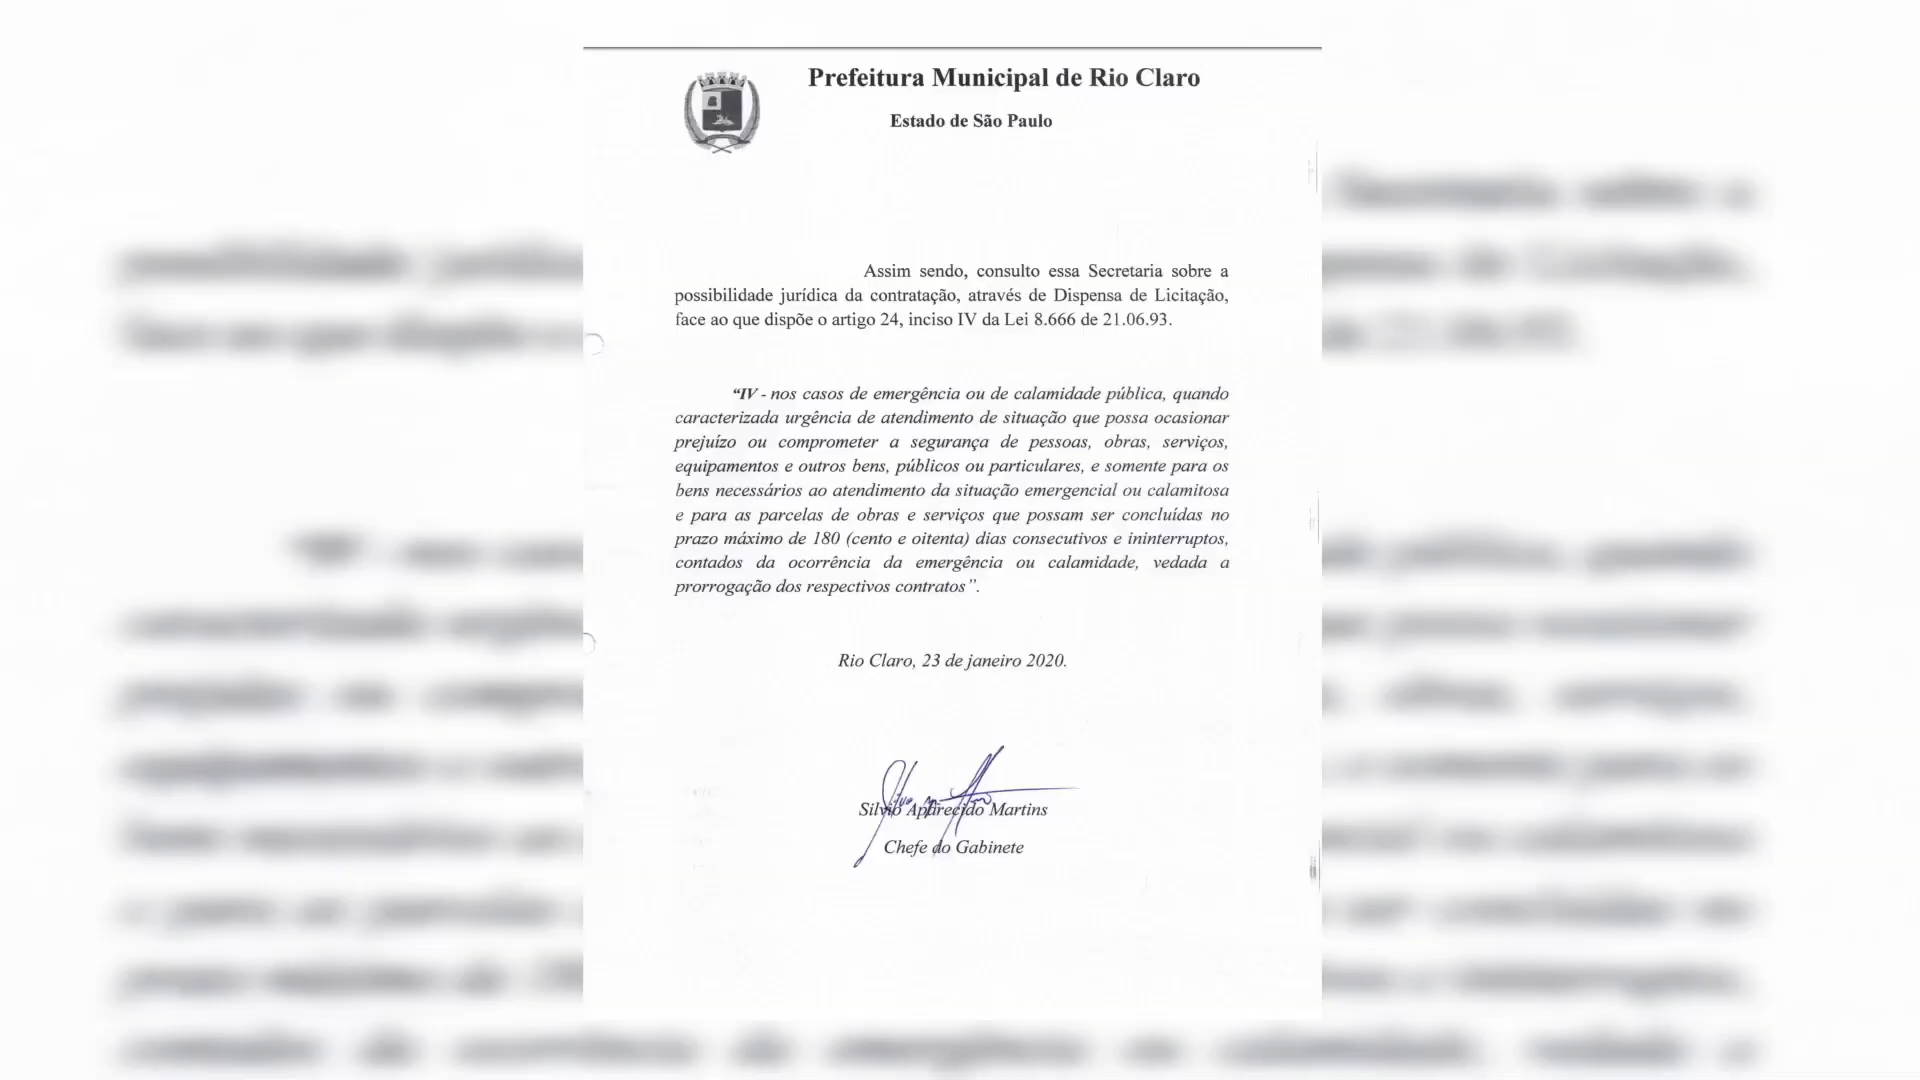 Prefeitura Municipal de Rio Claro
Estado de São Paulo
Assim sendo, consulto essa Secretaria sobre a
possibilidade jurídica da contratação, através de Dispensa de Licitação,
face ao que dispõe o artigo 24, inciso IV da Lei 8.666 de 21.06.93.
“IV - nos casos de emergência ou de calamidade pública, quando
caracterizada urgência de atendimento de situação que possa ocasionar
prejuízo ou comprometer a segurança de pessoas, obras, serviços,
equipamentos e outros bens, públicos ou particulares, e somente para os
bens necessários ao atendimento da situação emergencial ou calamitosa
e para as parcelas de obras e serviços que possam ser concluídas no
prazo máximo de 180 (cento e oitenta) dias consecutivos e ininterruptos,
contados da ocorrência da emergência ou calamidade, vedada a
prorrogação dos respectivos contratos”.
Rio Claro, 23 de janeiro 2020.
Silvio Aparecido Martins
Chefe do Gabinete